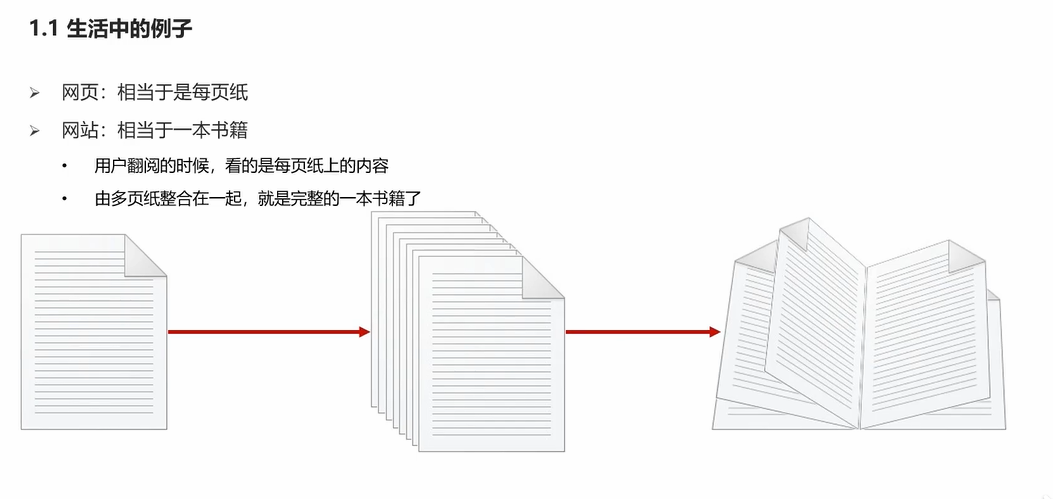 1.1 生活中的例子
➢ 网页：相当于是每页纸
➢ 网站：相当于一本书籍
• 用户翻阅的时候，看的是每页纸上的内容
• 由多页纸整合在一起，就是完整的一本书籍了